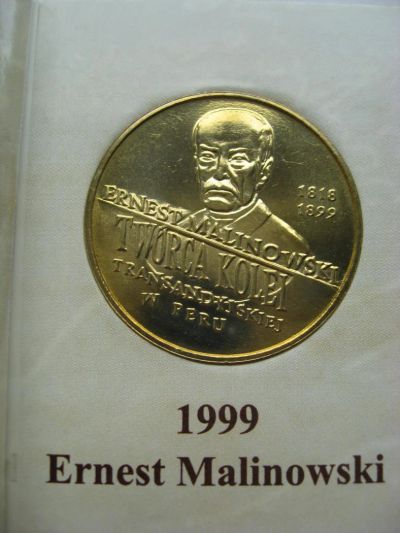 1818
1899
ERNEST MALINOWSKI
TWÓRCA KOLEI
TRANSANDYJSKIEJ
W PERU
1999
Ernest Malinowski